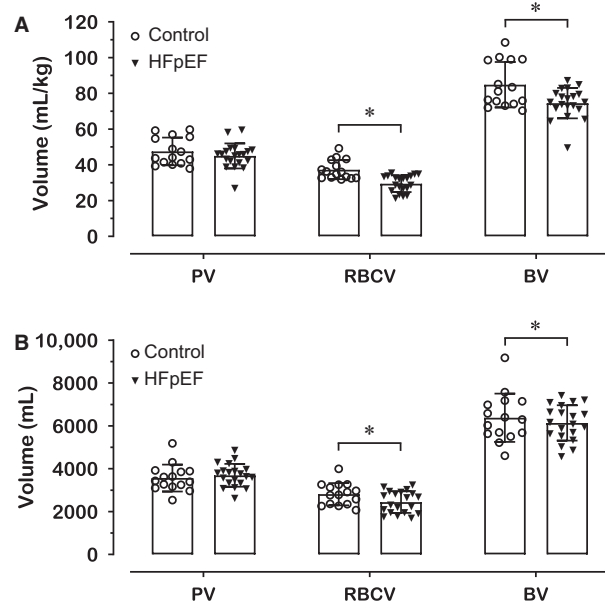 A
Volume (mL/kg)
120
100
80
60
40
20
0
Control
HFpEF
*
*
PV
RBCV
BV
B
Volume (mL)
10,000
8000
6000
4000
2000
0
Control
HFpEF
*
*
PV
RBCV
BV